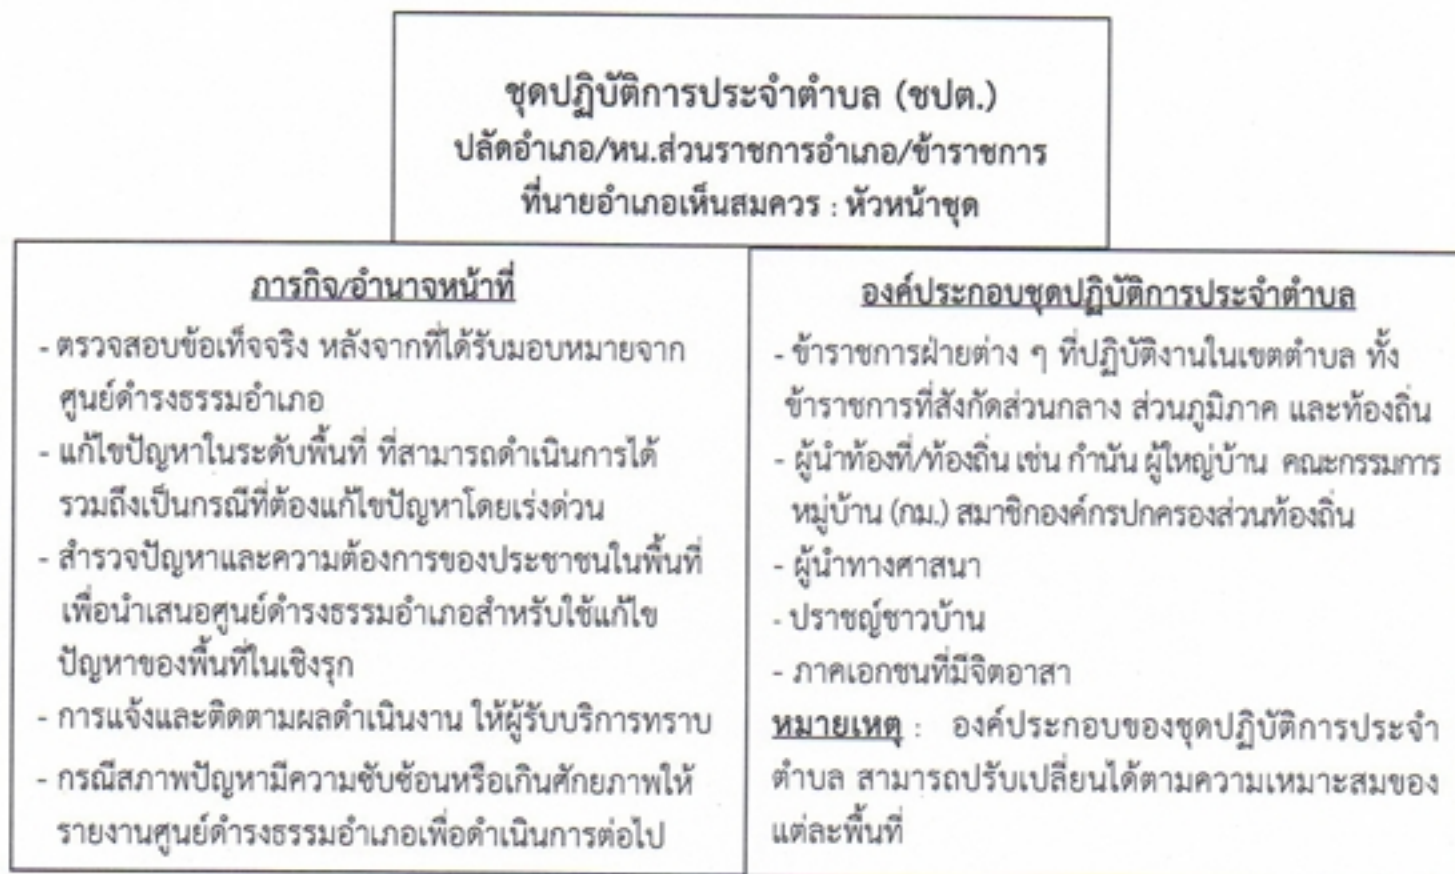 ชุดปฏิบัติการประจำตำบล (ชปต.)
ปลัดอำเภอ/หน.ส่วนราชการอำเภอ/ข้าราชการ
ที่นายอำเภอเห็นสมควร : หัวหน้าชุด
ภารกิจ/อำนาจหน้าที่
- ตรวจสอบข้อเท็จจริง หลังจากที่ได้รับมอบหมายจาก
ศูนย์ดำรงธรรมอำเภอ
- แก้ไขปัญหาในระดับพื้นที่ ที่สามารถดำเนินการได้
รวมถึงเป็นกรณีที่ต้องแก้ไขปัญหาโดยเร่งด่วน
- สำรวจปัญหาและความต้องการของประชาชนในพื้นที่
เพื่อนำเสนอศูนย์ดำรงธรรมอำเภอสำหรับใช้แก้ไข
ปัญหาของพื้นที่ในเชิงรุก
- การแจ้งและติดตามผลดำเนินงาน ให้ผู้รับบริการทราบ
- กรณีสภาพปัญหามีความซับซ้อนหรือเกินศักยภาพให้
รายงานศูนย์ดำรงธรรมอำเภอเพื่อดำเนินการต่อไป
องค์ประกอบชุดปฏิบัติการประจำตำบล
- ข้าราชการฝ่ายต่าง ๆ ที่ปฏิบัติงานในเขตตำบล ทั้ง
ข้าราชการที่สังกัดส่วนกลาง ส่วนภูมิภาค และท้องถิ่น
- ผู้นำท้องที่/ท้องถิ่น เช่น กำนัน ผู้ใหญ่บ้าน คณะกรรมการ
หมู่บ้าน (กม.) สมาชิกองค์กรปกครองส่วนท้องถิ่น
- ผู้นำทางศาสนา
- ปราชญ์ชาวบ้าน
- ภาคเอกชนที่มีจิตอาสา
หมายเหตุ : องค์ประกอบของชุดปฏิบัติการประจำ
ตำบล สามารถปรับเปลี่ยนได้ตามความเหมาะสมของ
แต่ละพื้นที่